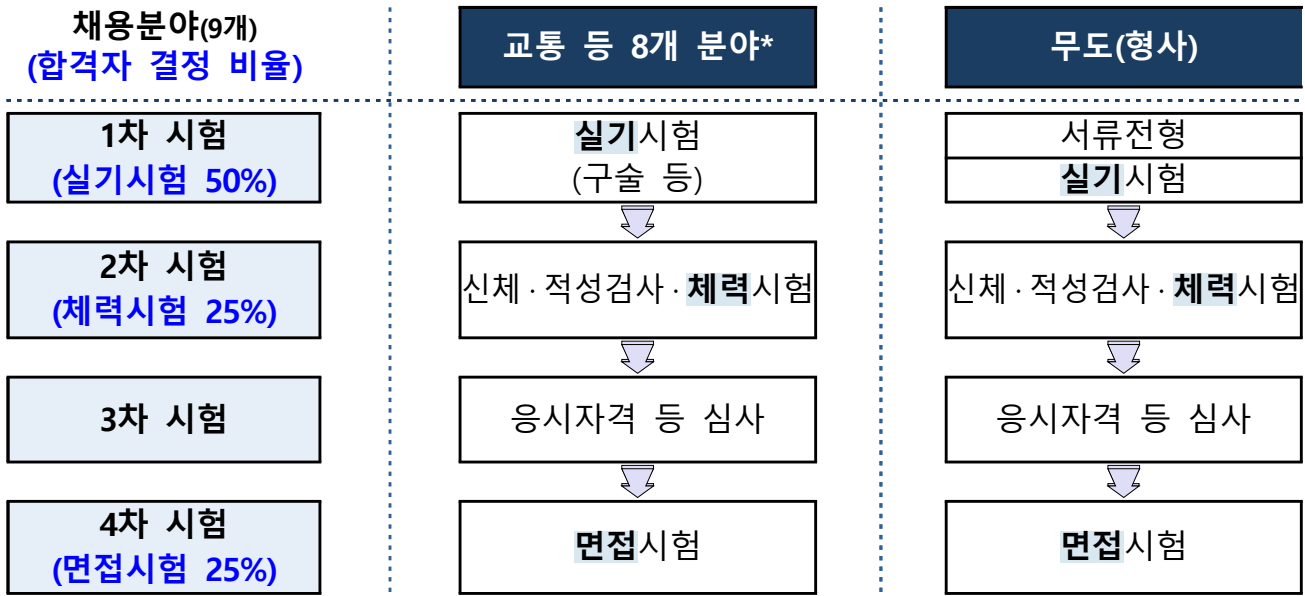 채용분야(9개)
(합격자 결정 비율)
교통 등 8개 분야*
무도(형사)
1차 시험
(실기시험 50%)
실기시험
(구술 등)
서류전형
실기시험
2차 시험
(체력시험 25%)
신체·적성검사·체력시험
신체·적성검사·체력시험
3차 시험
응시자격 등 심사
응시자격 등 심사
4차 시험
(면접시험 25%)
면접시험
면접시험